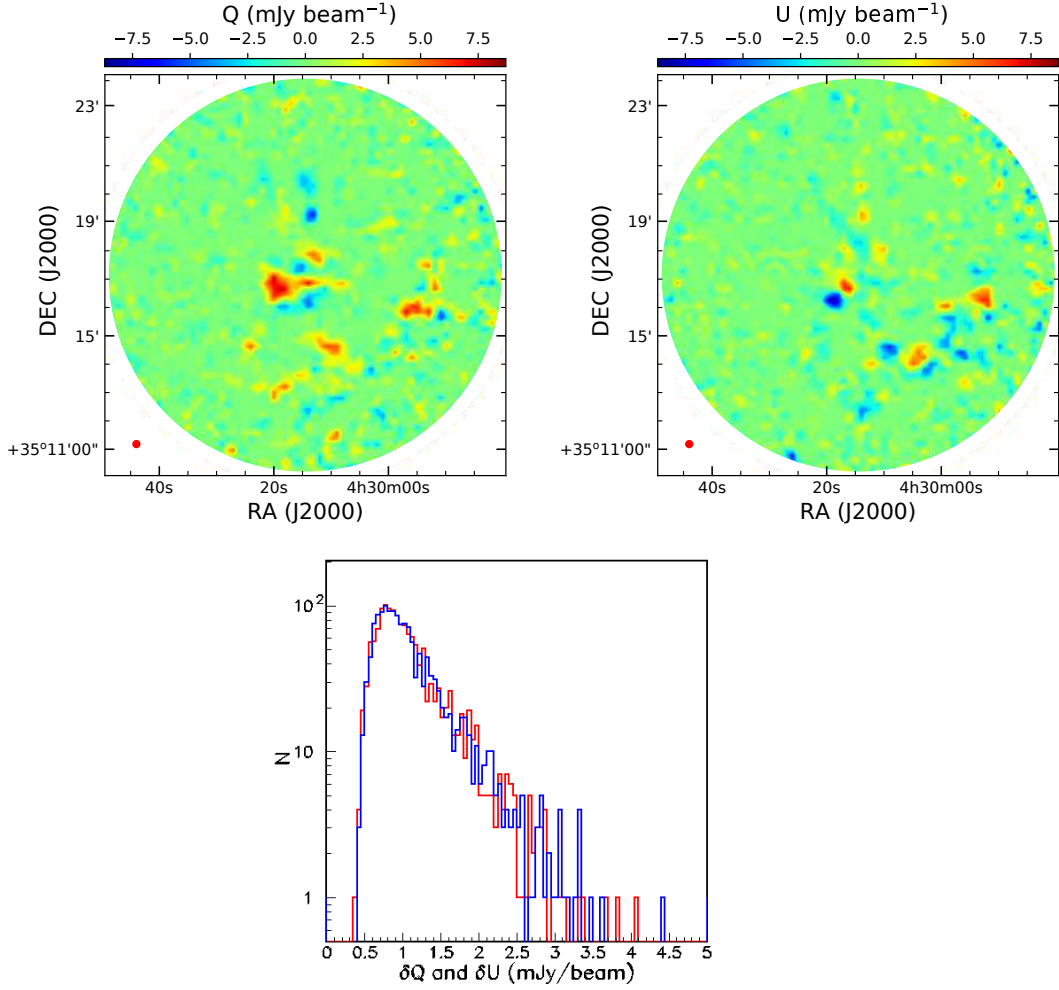 Q (mJy beam⁻¹)
−7.5 −5.0 −2.5 0.0 2.5 5.0 7.5
23'
19'
15'
+35°11'00"
DEC (J2000)
40s 20s 4h30m00s
RA (J2000)
U (mJy beam⁻¹)
−7.5 −5.0 −2.5 0.0 2.5 5.0 7.5
23'
19'
15'
+35°11'00"
DEC (J2000)
40s 20s 4h30m00s
RA (J2000)
10²
10
1
N
0 0.5 1 1.5 2 2.5 3 3.5 4 4.5 5
δQ and δU (mJy/beam)